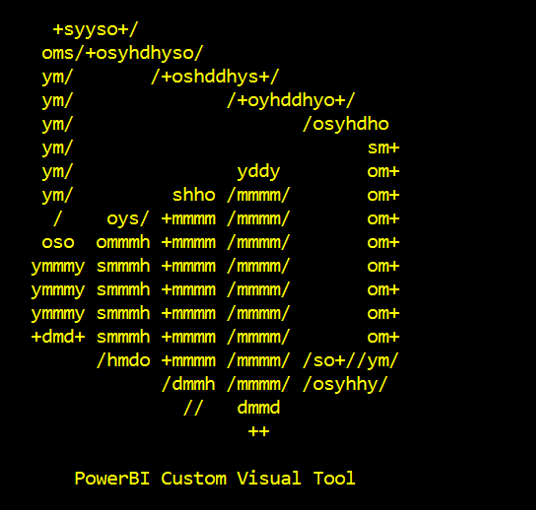 +syyso+/
 oms/+osyhdhyso/
 ym/       /+oshddhys+/
 ym/              /+oyhddhyo+/
 ym/                     /osyhdho
 ym/                           sm+
 ym/               yddy        om+
 ym/         shho /mmmm/       om+
  /    oys/ +mmmm /mmmm/       om+
 oso  ommmh +mmmm /mmmm/       om+
ymmmy smmmh +mmmm /mmmm/       om+
ymmmy smmmh +mmmm /mmmm/       om+
ymmmy smmmh +mmmm /mmmm/       om+
+dmd+ smmmh +mmmm /mmmm/       om+
      /hmdo +mmmm /mmmm/ /so+//ym/
            /dmmh /mmmm/ /osyhhy/
              //   dmmd
                    ++

    PowerBI Custom Visual Tool